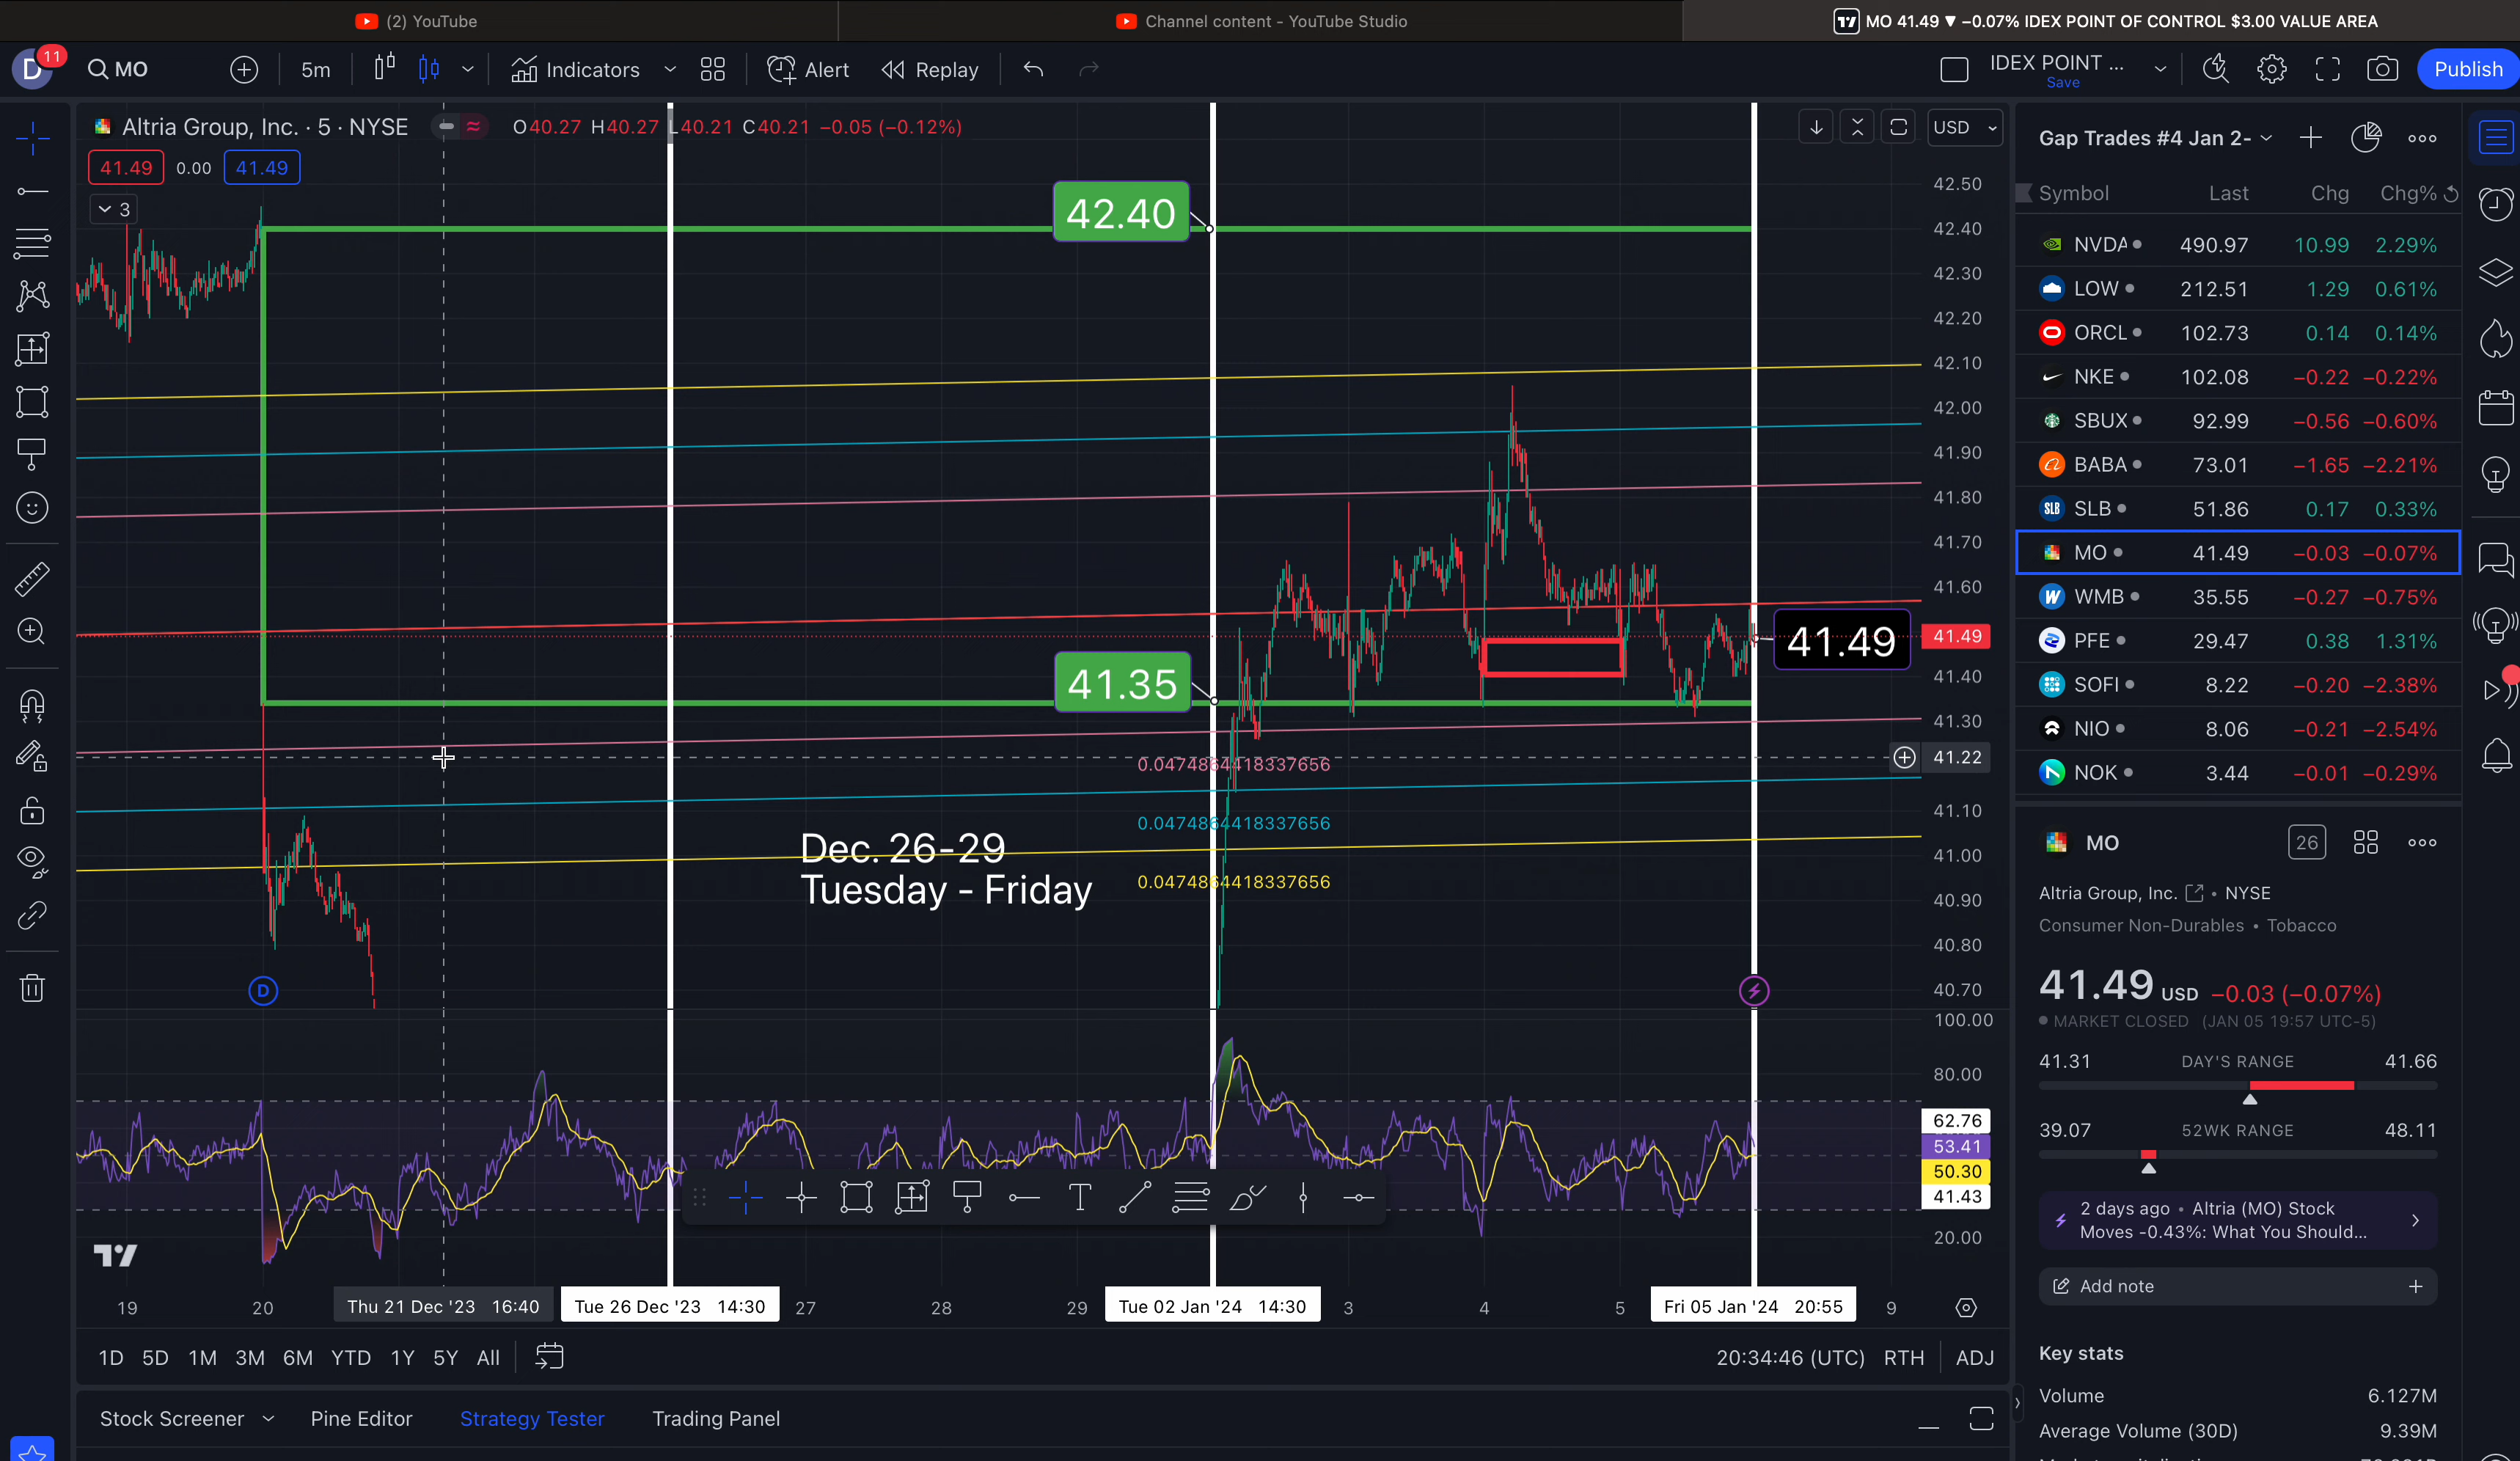 (2) YouTube
Channel content - YouTube Studio
MO 41.49 ▼ −0.07% IDEX POINT OF CONTROL $3.00 VALUE AREA
D 11
MO
5m
Indicators
Alert
Replay
IDEX POINT ...
Save
Publish
Altria Group, Inc. · 5 · NYSE
O40.27 H40.27 L40.21 C40.21 −0.05 (−0.12%)
41.49 0.00 41.49
3
USD
42.40
41.35
41.49
Dec. 26-29
Tuesday - Friday
0.0474864418337656
0.0474864418337656
0.0474864418337656
D
42.50
42.40
42.30
42.20
42.10
42.00
41.90
41.80
41.70
41.60
41.49
41.40
41.30
41.22
41.10
41.00
40.90
40.80
40.70
100.00
80.00
62.76
53.41
50.30
41.43
20.00
19 20 Thu 21 Dec '23 16:40 Tue 26 Dec '23 14:30 27 28 29 Tue 02 Jan '24 14:30 3 4 5 Fri 05 Jan '24 20:55 9
1D 5D 1M 3M 6M YTD 1Y 5Y All
20:34:46 (UTC) RTH ADJ
Stock Screener Pine Editor Strategy Tester Trading Panel
Gap Trades #4 Jan 2-
Symbol Last Chg Chg%
NVDA 490.97 10.99 2.29%
LOW 212.51 1.29 0.61%
ORCL 102.73 0.14 0.14%
NKE 102.08 −0.22 −0.22%
SBUX 92.99 −0.56 −0.60%
BABA 73.01 −1.65 −2.21%
SLB SLB 51.86 0.17 0.33%
MO 41.49 −0.03 −0.07%
WMB 35.55 −0.27 −0.75%
PFE 29.47 0.38 1.31%
SOFI 8.22 −0.20 −2.38%
NIO 8.06 −0.21 −2.54%
NOK 3.44 −0.01 −0.29%
MO
26
Altria Group, Inc. • NYSE
Consumer Non-Durables • Tobacco
41.49 USD −0.03 (−0.07%)
MARKET CLOSED (JAN 05 19:57 UTC-5)
41.31 DAY'S RANGE 41.66
39.07 52WK RANGE 48.11
2 days ago • Altria (MO) Stock
Moves -0.43%: What You Should...
Add note
Key stats
Volume 6.127M
Average Volume (30D) 9.39M